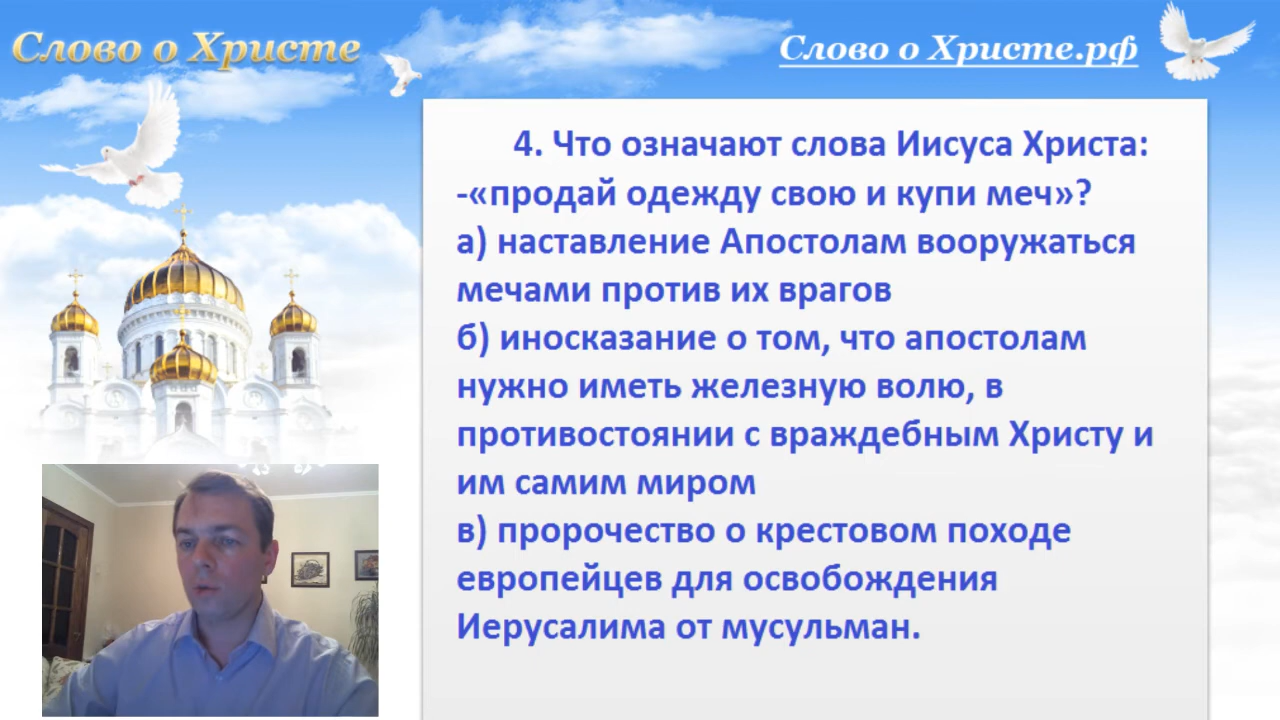 Слово о Христе
Слово о Христе.рф
4. Что означают слова Иисуса Христа:
-«продай одежду свою и купи меч»?
а) наставление Апостолам вооружаться
мечами против их врагов
б) иносказание о том, что апостолам
нужно иметь железную волю, в
противостоянии с враждебным Христу и
им самим миром
в) пророчество о крестовом походе
европейцев для освобождения
Иерусалима от мусульман.